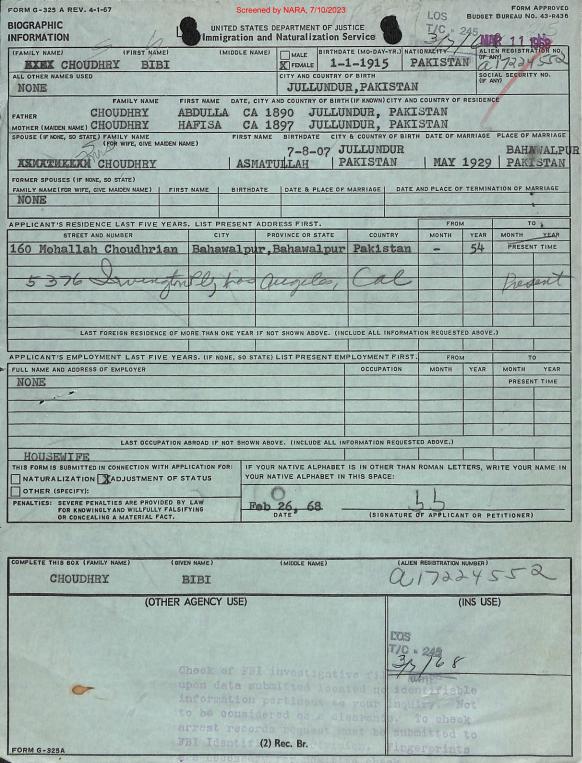 FORM G-325 A REV. 4-1-67
Screened by NARA, 7/10/2023
FORM APPROVED
BUDGET BUREAU NO. 43-R436
BIOGRAPHIC
INFORMATION
UNITED STATES DEPARTMENT OF JUSTICE
Immigration and Naturalization Service
LOS
T/C - 245
MAR 11 1968
(FAMILY NAME) (FIRST NAME) (MIDDLE NAME) MALE FEMALE BIRTHDATE (MO-DAY-YR.) NATIONALITY ALIEN REGISTRATION NO. (IF ANY)
CHOUDHRY BIBI X 1-1-1915 PAKISTAN a17224552
ALL OTHER NAMES USED CITY AND COUNTRY OF BIRTH SOCIAL SECURITY NO. (IF ANY)
NONE JULLUNDUR,PAKISTAN
FAMILY NAME FIRST NAME DATE, CITY AND COUNTRY OF BIRTH(IF KNOWN) CITY AND COUNTRY OF RESIDENCE
FATHER CHOUDHRY ABDULLA CA 1890 JULLUNDUR, PAKISTAN
MOTHER (MAIDEN NAME) CHOUDHRY HAFISA CA 1897 JULLUNDUR, PAKISTAN
SPOUSE (IF NONE, SO STATE) FAMILY NAME (FOR WIFE, GIVE MAIDEN NAME) FIRST NAME BIRTHDATE CITY & COUNTRY OF BIRTH DATE OF MARRIAGE PLACE OF MARRIAGE
7-8-07 JULLUNDUR BAHAWALPUR
CHOUDHRY ASMATULLAH PAKISTAN MAY 1929 PAKISTAN
FORMER SPOUSES (IF NONE, SO STATE)
FAMILY NAME(FOR WIFE, GIVE MAIDEN NAME) FIRST NAME BIRTHDATE DATE & PLACE OF MARRIAGE DATE AND PLACE OF TERMINATION OF MARRIAGE
NONE
APPLICANT'S RESIDENCE LAST FIVE YEARS. LIST PRESENT ADDRESS FIRST. FROM TO
STREET AND NUMBER CITY PROVINCE OR STATE COUNTRY MONTH YEAR MONTH YEAR
160 Mohallah Choudhrian Bahawalpur,Bahawalpur Pakistan - 54 PRESENT TIME
5376 Irvington Pl, Los Angeles, Cal Present
LAST FOREIGN RESIDENCE OF MORE THAN ONE YEAR IF NOT SHOWN ABOVE. (INCLUDE ALL INFORMATION REQUESTED ABOVE.)
APPLICANT'S EMPLOYMENT LAST FIVE YEARS. (IF NONE, SO STATE) LIST PRESENT EMPLOYMENT FIRST. FROM TO
FULL NAME AND ADDRESS OF EMPLOYER OCCUPATION MONTH YEAR MONTH YEAR
NONE PRESENT TIME
LAST OCCUPATION ABROAD IF NOT SHOWN ABOVE. (INCLUDE ALL INFORMATION REQUESTED ABOVE.)
HOUSEWIFE
THIS FORM IS SUBMITTED IN CONNECTION WITH APPLICATION FOR:
NATURALIZATION X ADJUSTMENT OF STATUS
OTHER (SPECIFY):
IF YOUR NATIVE ALPHABET IS IN OTHER THAN ROMAN LETTERS, WRITE YOUR NAME IN
YOUR NATIVE ALPHABET IN THIS SPACE:
PENALTIES: SEVERE PENALTIES ARE PROVIDED BY LAW
FOR KNOWINGLY AND WILLFULLY FALSIFYING
OR CONCEALING A MATERIAL FACT.
Feb 26, 68
DATE (SIGNATURE OF APPLICANT OR PETITIONER)
COMPLETE THIS BOX (FAMILY NAME) (GIVEN NAME) (MIDDLE NAME) (ALIEN REGISTRATION NUMBER)
CHOUDHRY BIBI a17224552
(OTHER AGENCY USE) (INS USE)
LOS
T/C - 245
3/5/68
Check of FBI investigative
upon data submitted located no identifiable
information pertinent to your inquiry. Not
to be considered as a clearance. To check
arrest records request must be submitted to
FBI fingerprints
(2) Rec. Br.
FORM G-325A